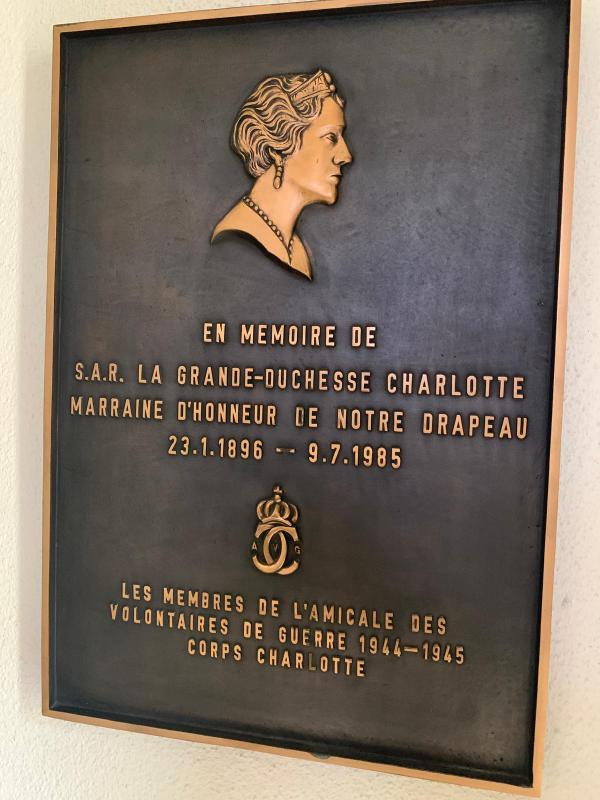 EN MEMOIRE DE
S.A.R. LA GRANDE-DUCHESSE CHARLOTTE
MARRAINE D'HONNEUR DE NOTRE DRAPEAU
23.1.1896 — 9.7.1985
A V G
LES MEMBRES DE L'AMICALE DES
VOLONTAIRES DE GUERRE 1944—1945
CORPS CHARLOTTE